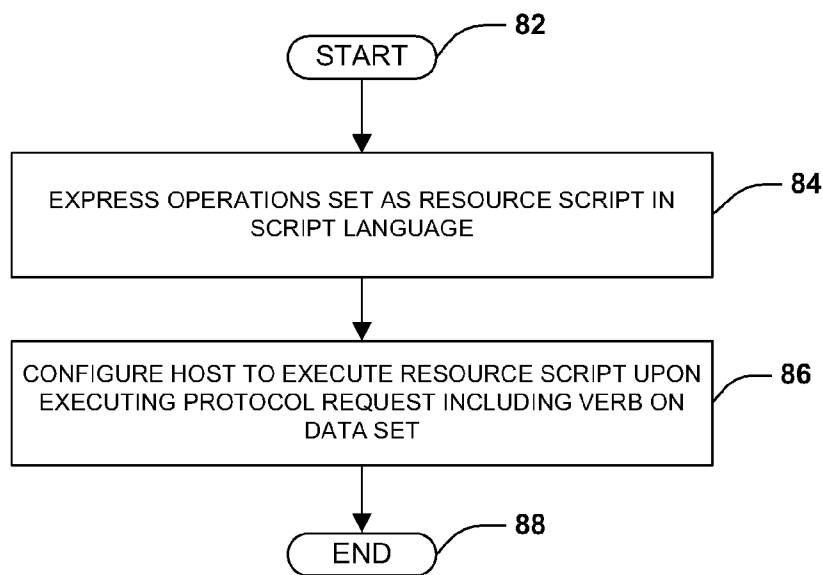 82
START
EXPRESS OPERATIONS SET AS RESOURCE SCRIPT IN
SCRIPT LANGUAGE
84
CONFIGURE HOST TO EXECUTE RESOURCE SCRIPT UPON
EXECUTING PROTOCOL REQUEST INCLUDING VERB ON
DATA SET
86
88
END